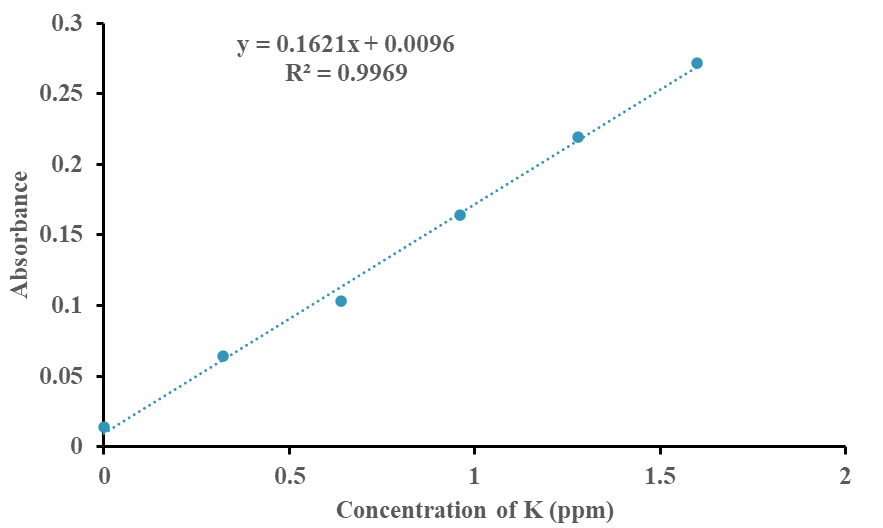 y = 0.1621x + 0.0096
R² = 0.9969
0.3
0.25
0.2
0.15
0.1
0.05
0
Absorbance
0 0.5 1 1.5 2
Concentration of K (ppm)